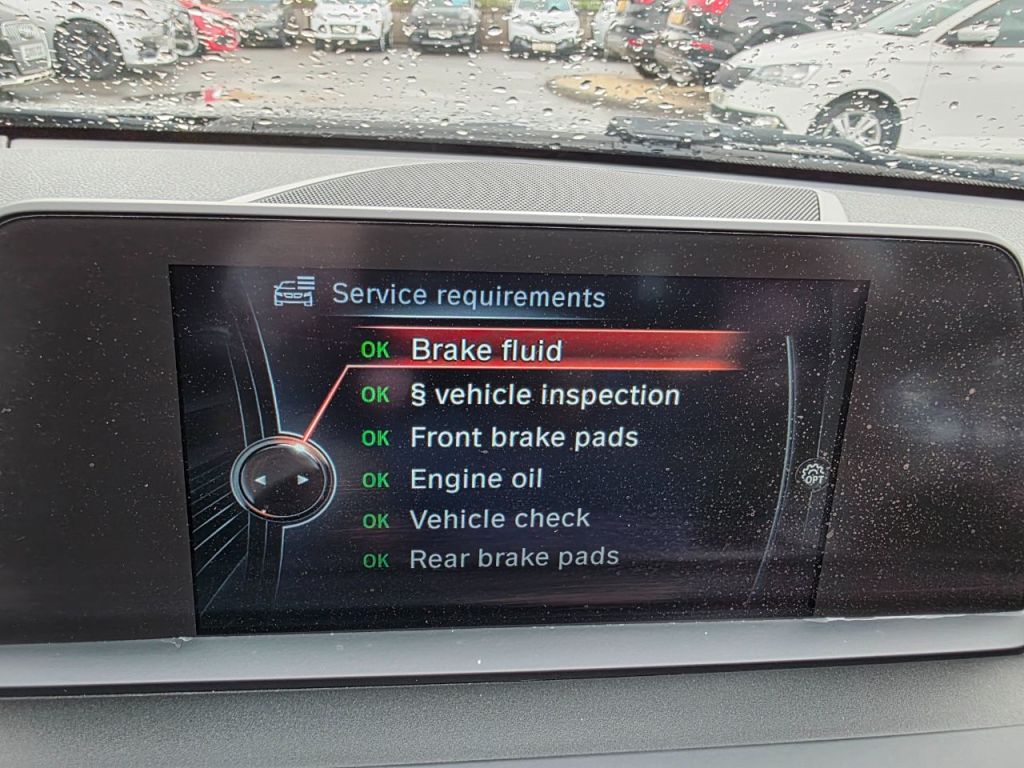 Service requirements
OK Brake fluid
OK § vehicle inspection
OK Front brake pads
OK Engine oil
OPT
OK Vehicle check
OK Rear brake pads